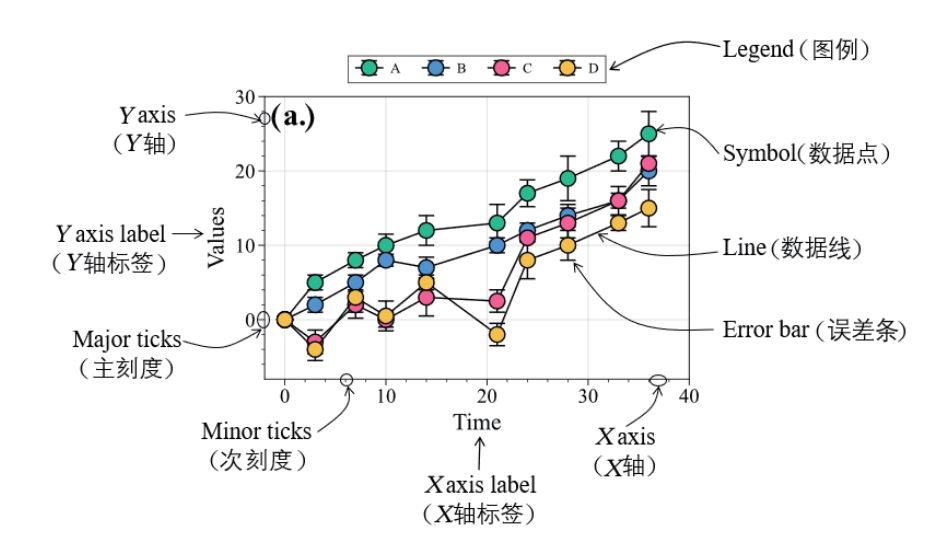 Legend (图例)
A B C D
30
(a.)
Y axis
(Y轴)
Symbol(数据点)
20
Y axis label
(Y轴标签)
Values
10
Line (数据线)
0
Major ticks
(主刻度)
Error bar (误差条)
0 10 20 30 40
Time
Minor ticks
(次刻度)
X axis
(X轴)
X axis label
(X轴标签)